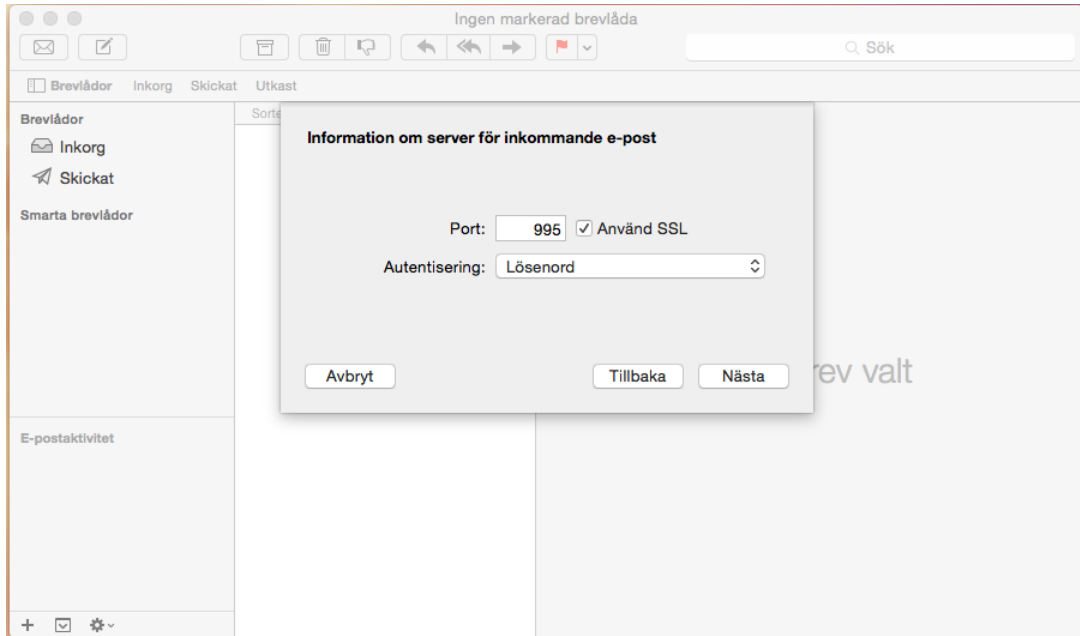 Ingen markerad brevlåda
Sök
Brevlådor Inkorg Skickat Utkast
Brevlådor
Inkorg
Skickat
Smarta brevlådor
E-postaktivitet
Information om server för inkommande e-post
Port: 995 Använd SSL
Autentisering: Lösenord
Avbryt Tillbaka Nästa
valt